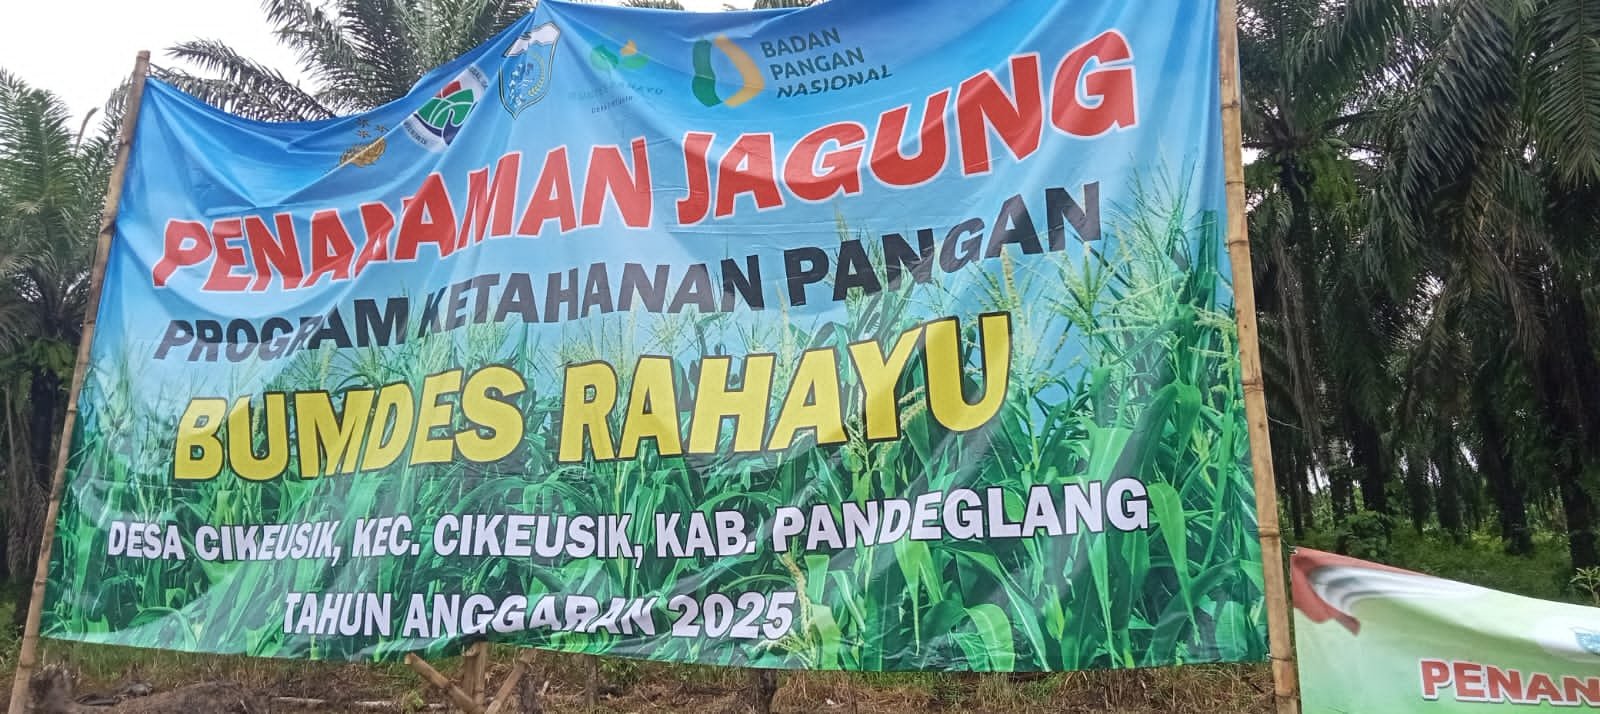 BADAN
PANGAN
NASIONAL
PENANAMAN JAGUNG
PROGRAM KETAHANAN PANGAN
BUMDES RAHAYU
DESA CIKEUSIK, KEC. CIKEUSIK, KAB. PANDEGLANG
TAHUN ANGGARAN 2025
PENAN